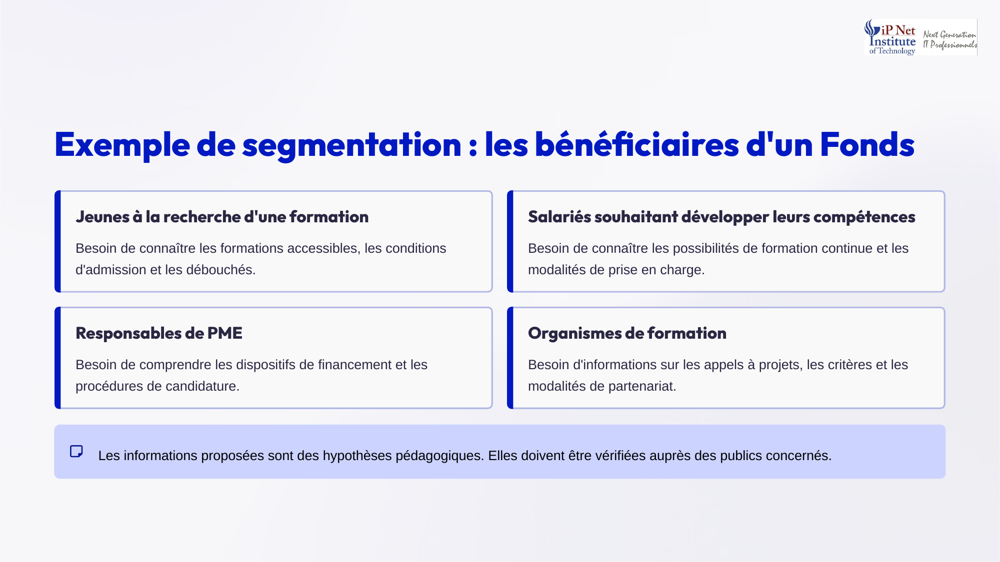 iP Net
Institute
of Technology
Next Generation
IT Professionnels
Exemple de segmentation : les bénéficiaires d'un Fonds
Jeunes à la recherche d'une formation
Besoin de connaître les formations accessibles, les conditions
d'admission et les débouchés.
Salariés souhaitant développer leurs compétences
Besoin de connaître les possibilités de formation continue et les
modalités de prise en charge.
Responsables de PME
Besoin de comprendre les dispositifs de financement et les
procédures de candidature.
Organismes de formation
Besoin d'informations sur les appels à projets, les critères et les
modalités de partenariat.
Les informations proposées sont des hypothèses pédagogiques. Elles doivent être vérifiées auprès des publics concernés.